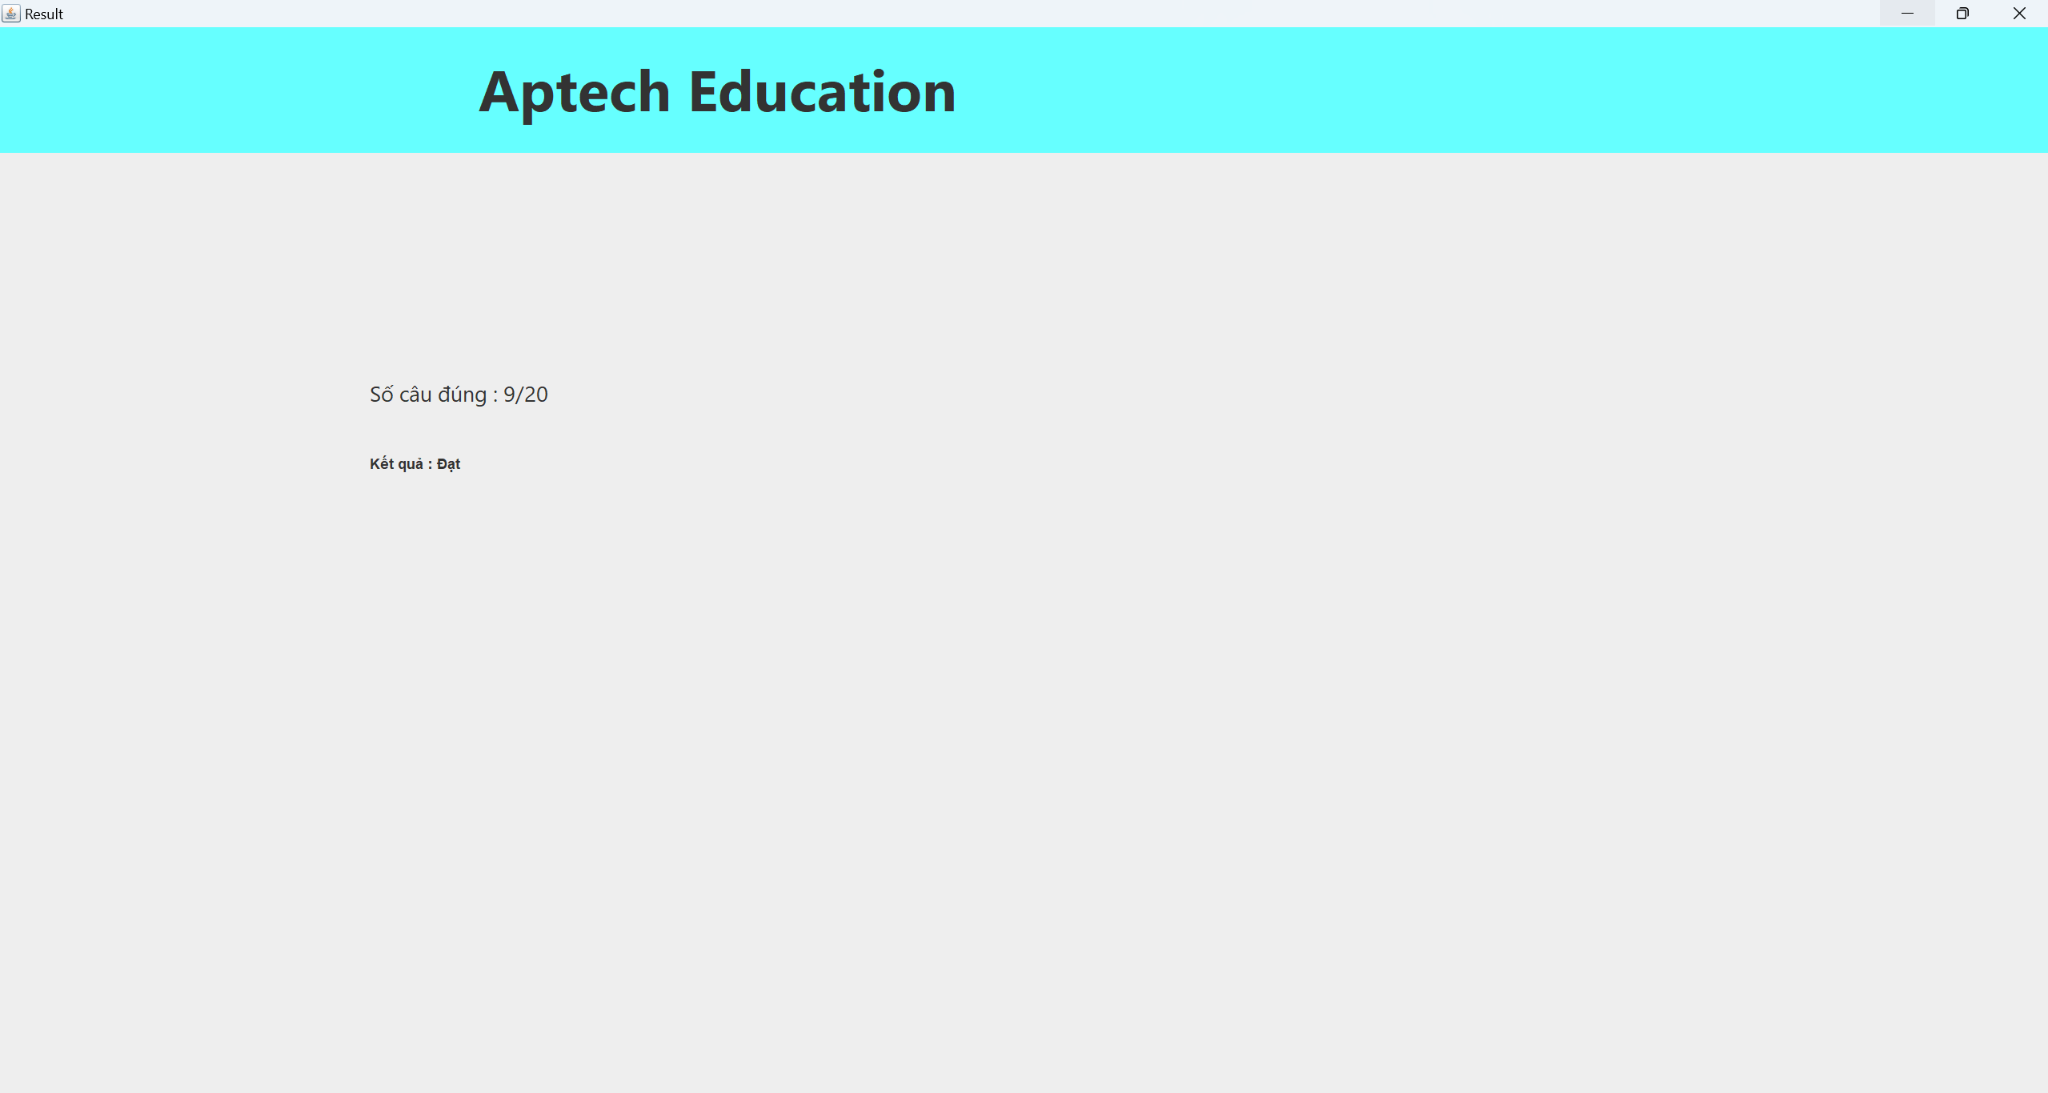 Result
Aptech Education
Số câu đúng : 9/20
Kết quả : Đạt